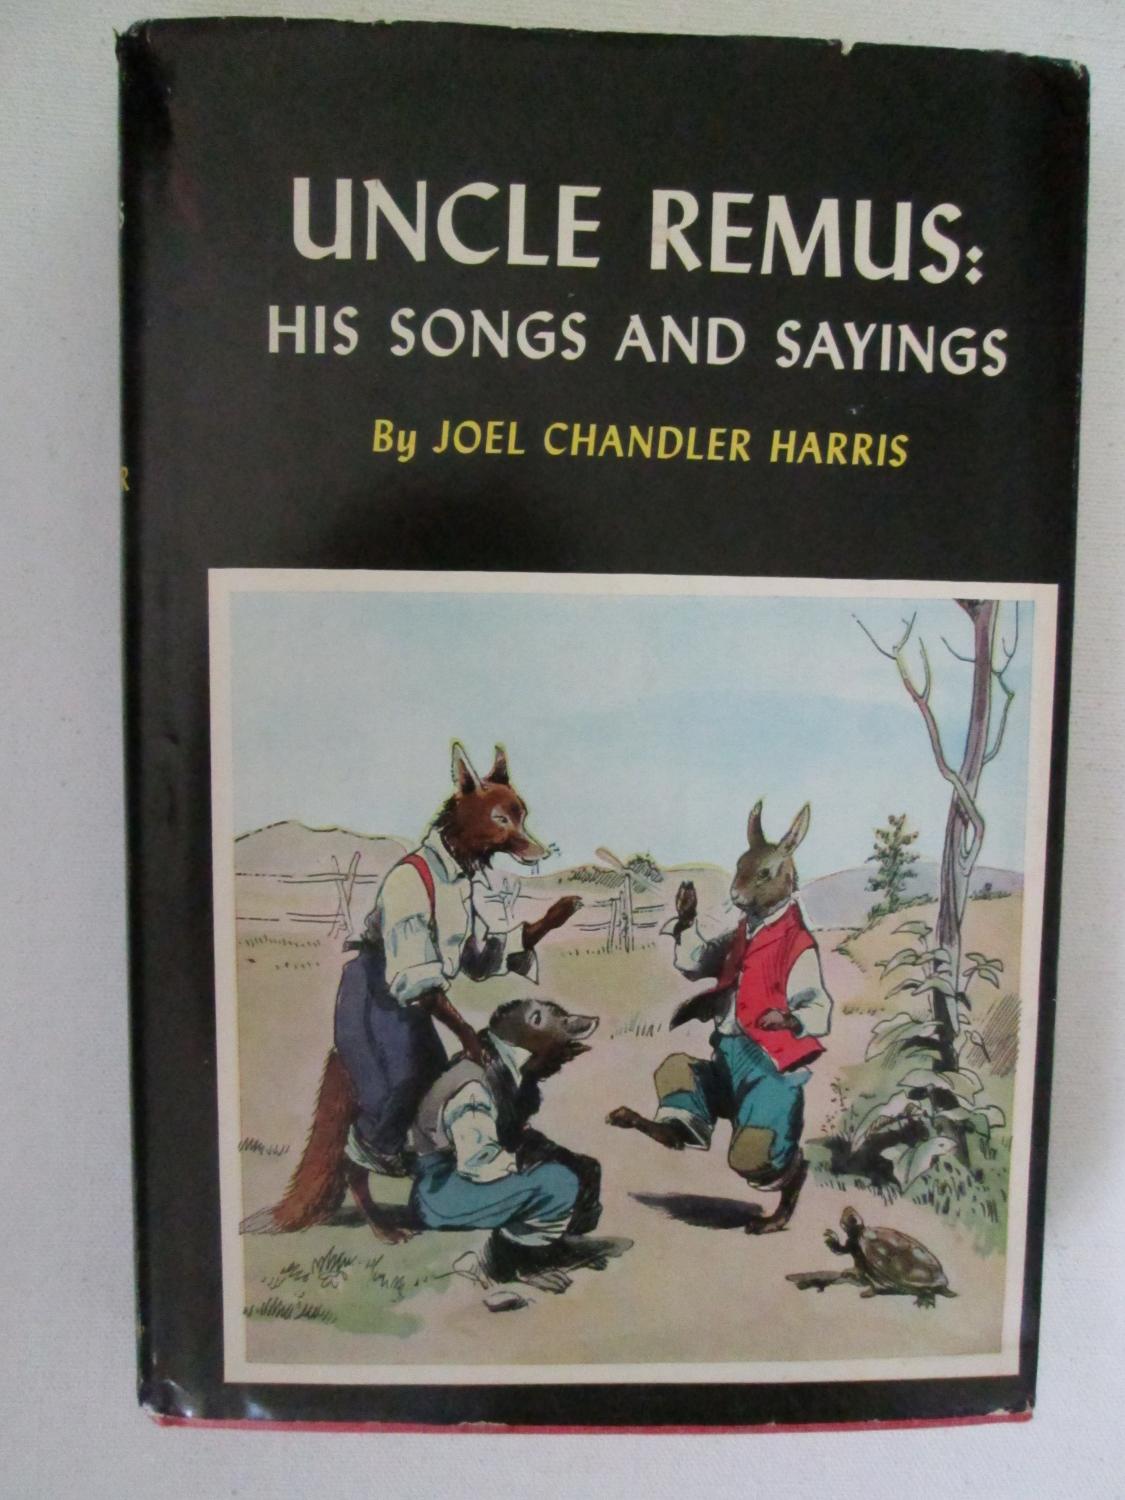 UNCLE REMUS:
HIS SONGS AND SAYINGS
By JOEL CHANDLER HARRIS